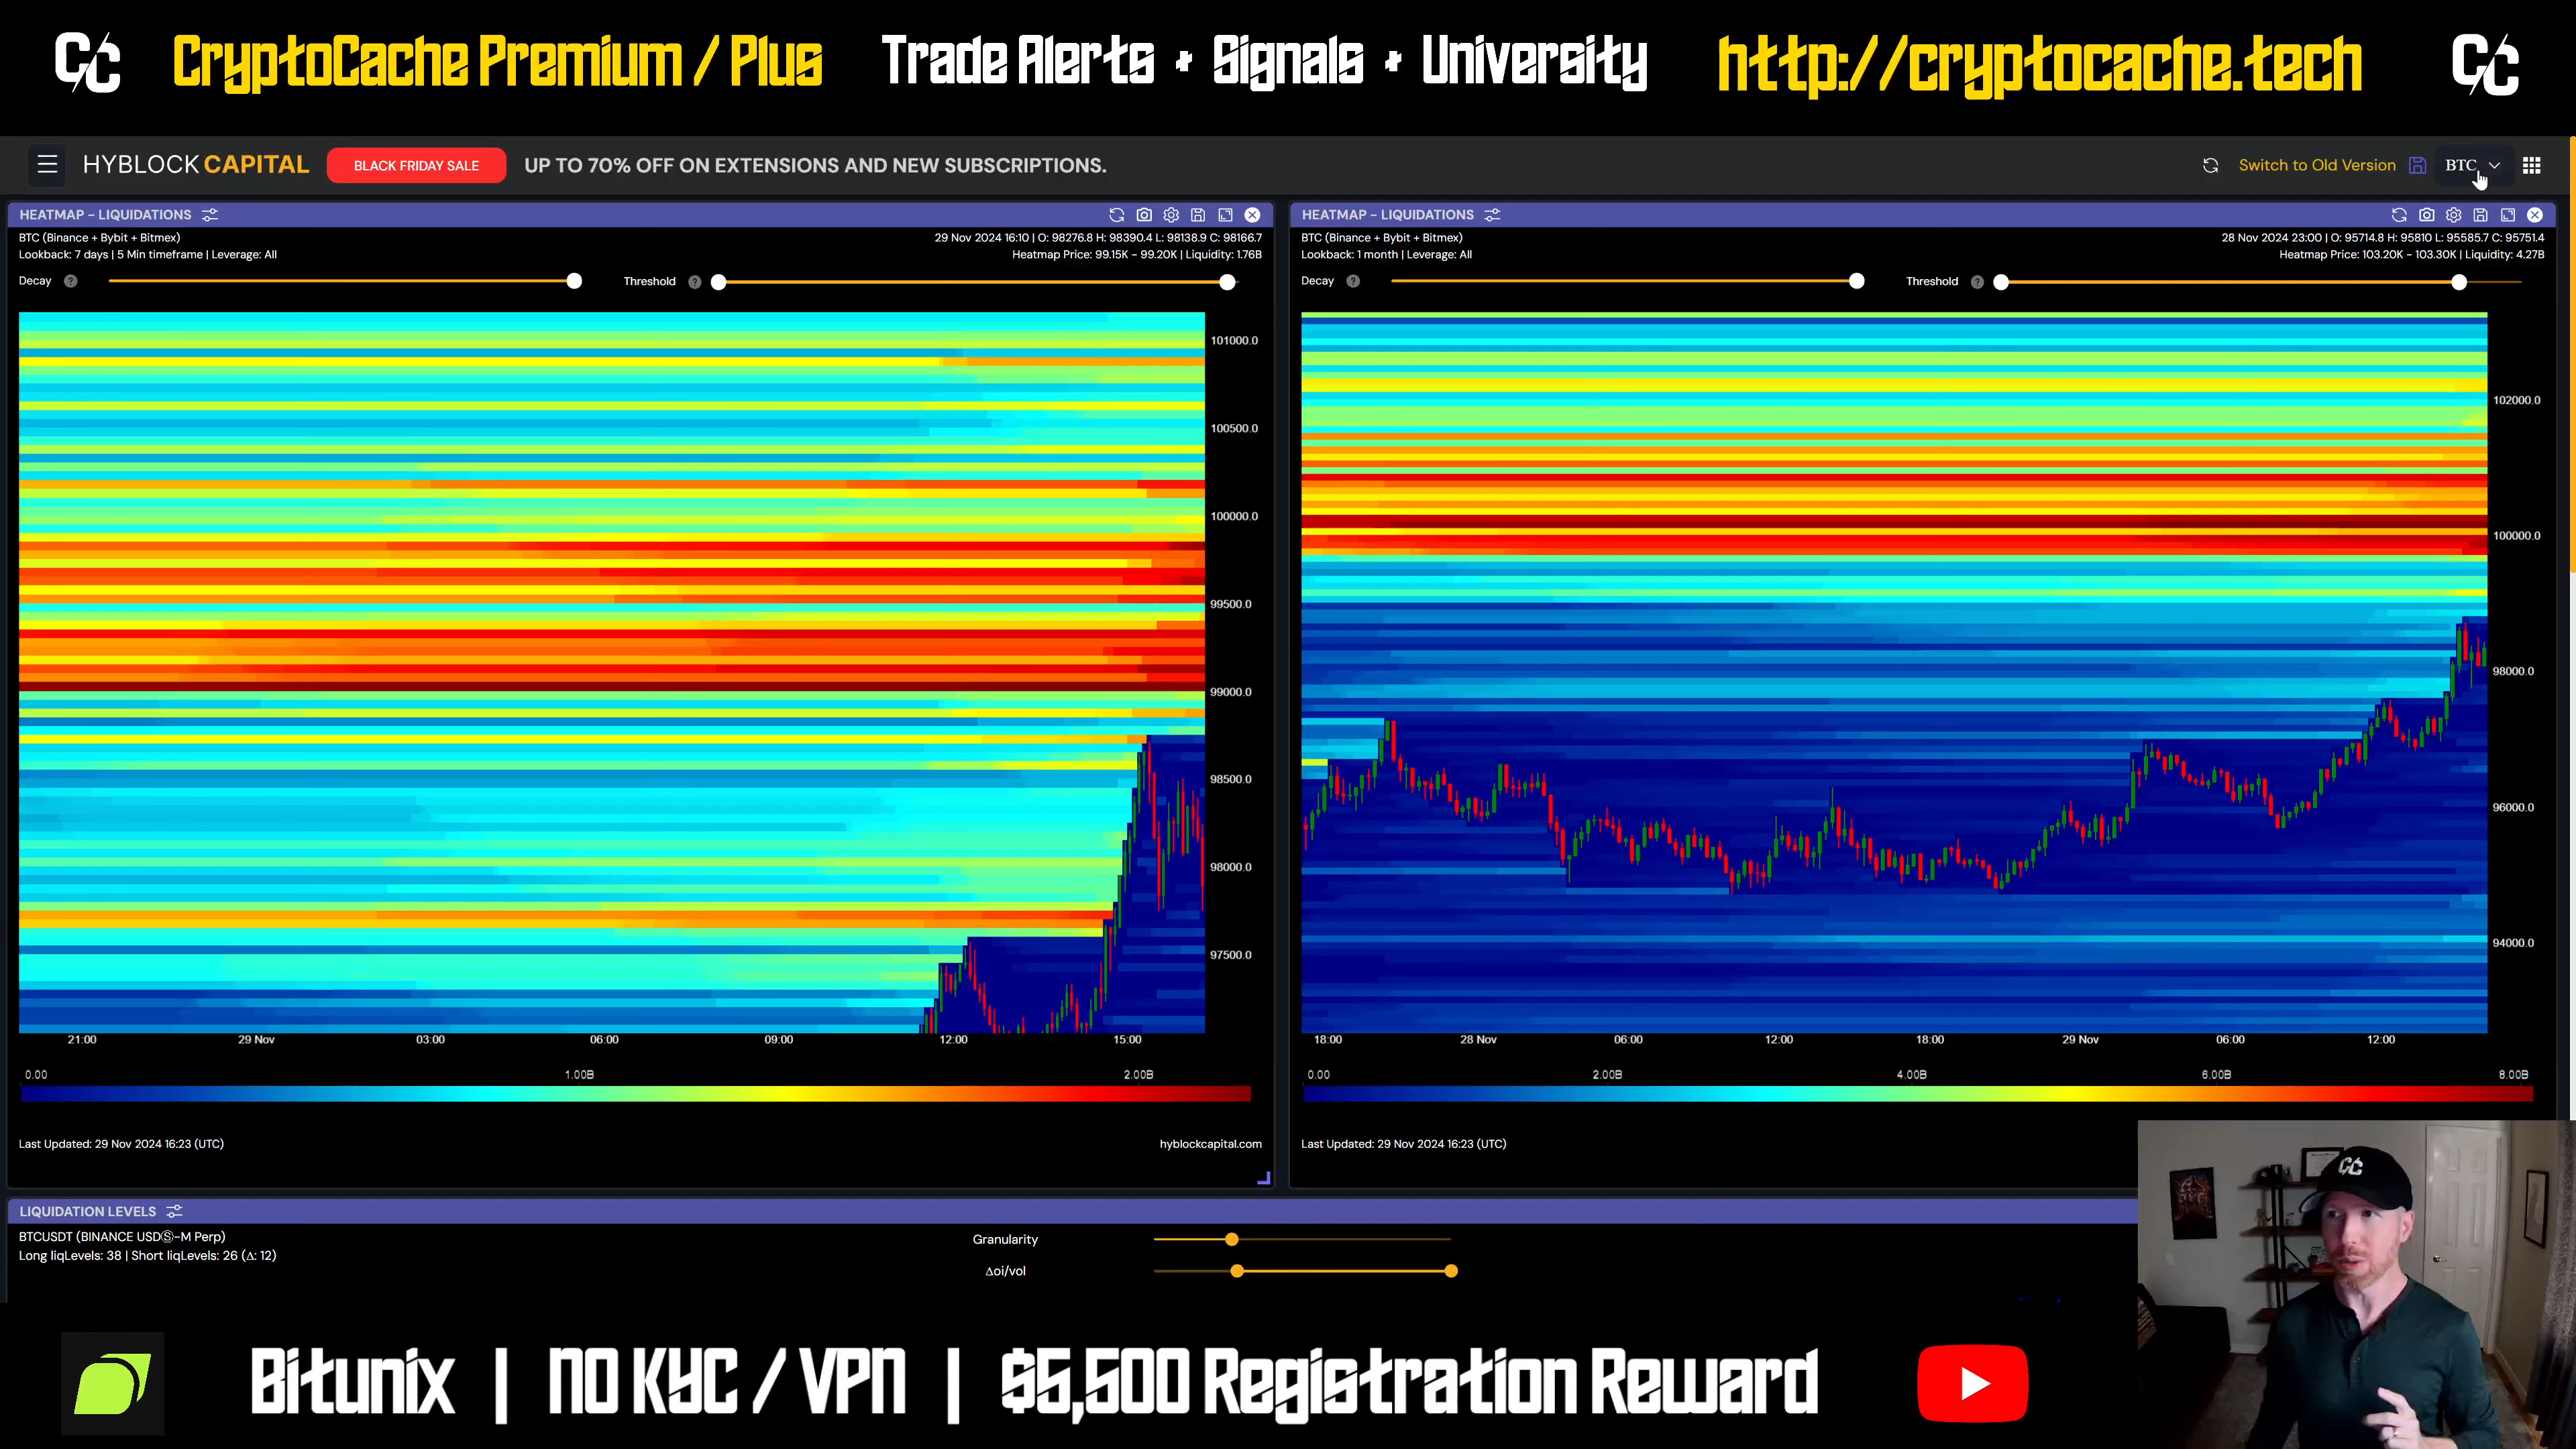 CC CryptoCache Premium / Plus Trade Alerts + Signals + University http://cryptocache.tech CC
HYBLOCK CAPITAL BLACK FRIDAY SALE UP TO 70% OFF ON EXTENSIONS AND NEW SUBSCRIPTIONS. Switch to Old Version BTC
HEATMAP - LIQUIDATIONS
BTC (Binance + Bybit + Bitmex) 29 Nov 2024 16:10 | O: 98276.8 H: 98390.4 L: 98138.9 C: 98166.7
Lookback: 7 days | 5 Min timeframe | Leverage: All Heatmap Price: 99.15K - 99.20K | Liquidity: 1.76B
Decay ? Threshold ?
101000.0
100500.0
100000.0
99500.0
99000.0
98500.0
98000.0
97500.0
21:00 29 Nov 03:00 06:00 09:00 12:00 15:00
0.00 1.00B 2.00B
Last Updated: 29 Nov 2024 16:23 (UTC) hyblockcapital.com
HEATMAP - LIQUIDATIONS
BTC (Binance + Bybit + Bitmex) 28 Nov 2024 23:00 | O: 95714.8 H: 95810 L: 95585.7 C: 95751.4
Lookback: 1 month | Leverage: All Heatmap Price: 103.20K - 103.30K | Liquidity: 4.27B
Decay ? Threshold ?
102000.0
100000.0
98000.0
96000.0
94000.0
18:00 28 Nov 06:00 12:00 18:00 29 Nov 06:00 12:00
0.00 2.00B 4.00B 6.00B 8.00B
Last Updated: 29 Nov 2024 16:23 (UTC)
LIQUIDATION LEVELS
BTCUSDT (BINANCE USDⓈ-M Perp) Granularity
Long liqLevels: 38 | Short liqLevels: 26 (Δ: 12)
Δoi/vol
CC
Bitunix | NO KYC / VPN | $5,500 Registration Reward